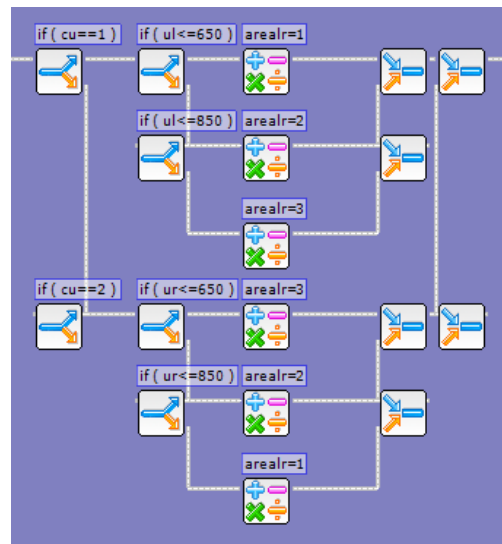 if ( cu==1 ) if ( ul<=650 ) arealr=1
if ( ul<=850 ) arealr=2
arealr=3
if ( cu==2 ) if ( ur<=650 ) arealr=3
if ( ur<=850 ) arealr=2
arealr=1